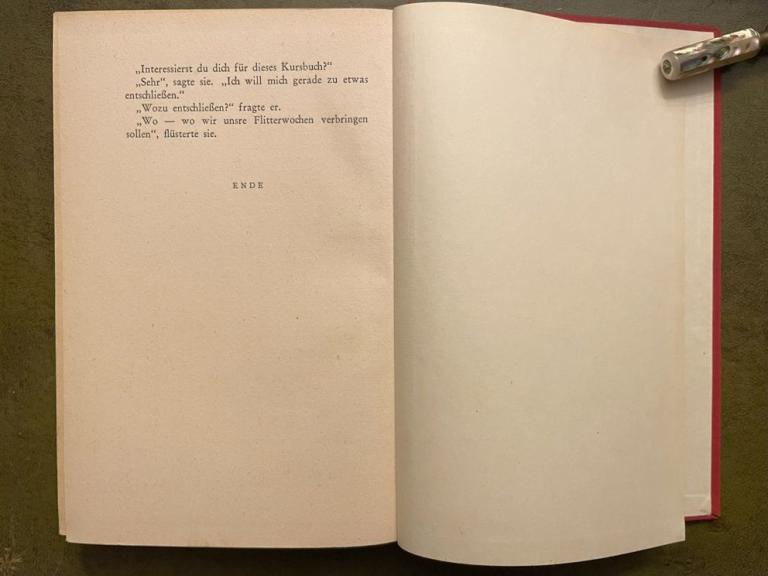 „Interessierst du dich für dieses Kursbuch?“
„Sehr“, sagte sie. „Ich will mich gerade zu etwas
entschließen.“
„Wozu entschließen?“ fragte er.
„Wo — wo wir unsre Flitterwochen verbringen
sollen“, flüsterte sie.
ENDE